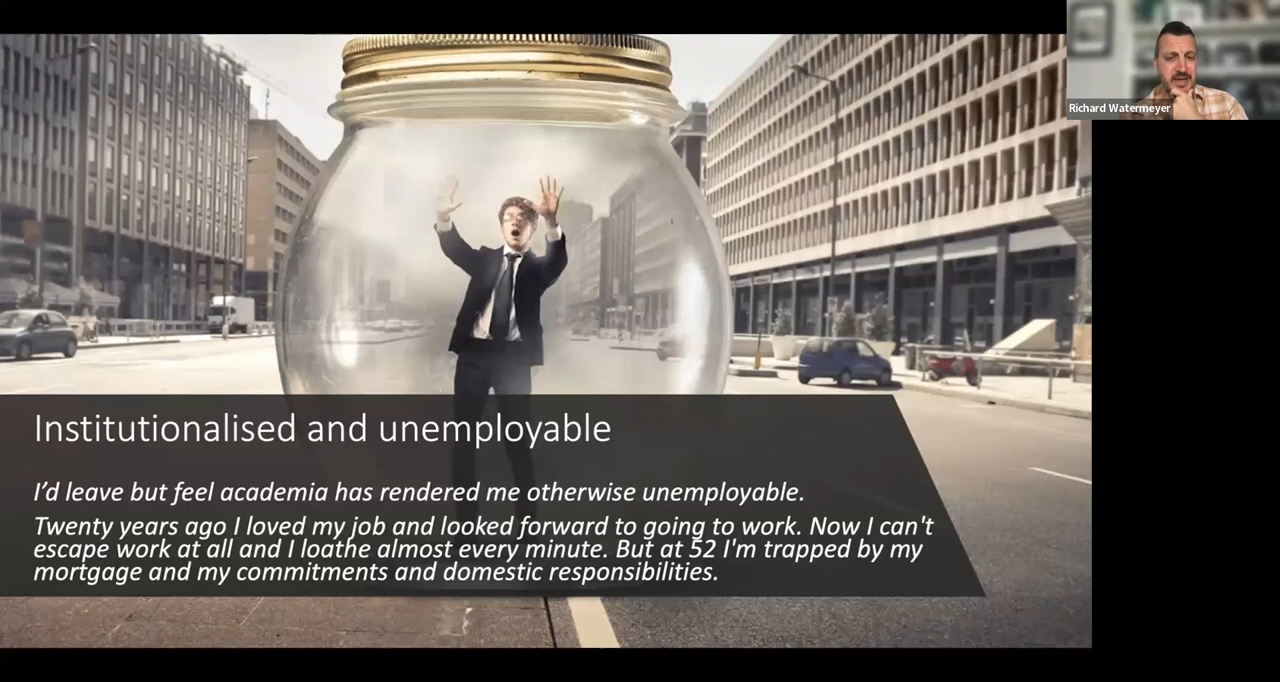 Richard Watermeyer
Institutionalised and unemployable
I'd leave but feel academia has rendered me otherwise unemployable.
Twenty years ago I loved my job and looked forward to going to work. Now I can't
escape work at all and I loathe almost every minute. But at 52 I'm trapped by my
mortgage and my commitments and domestic responsibilities.